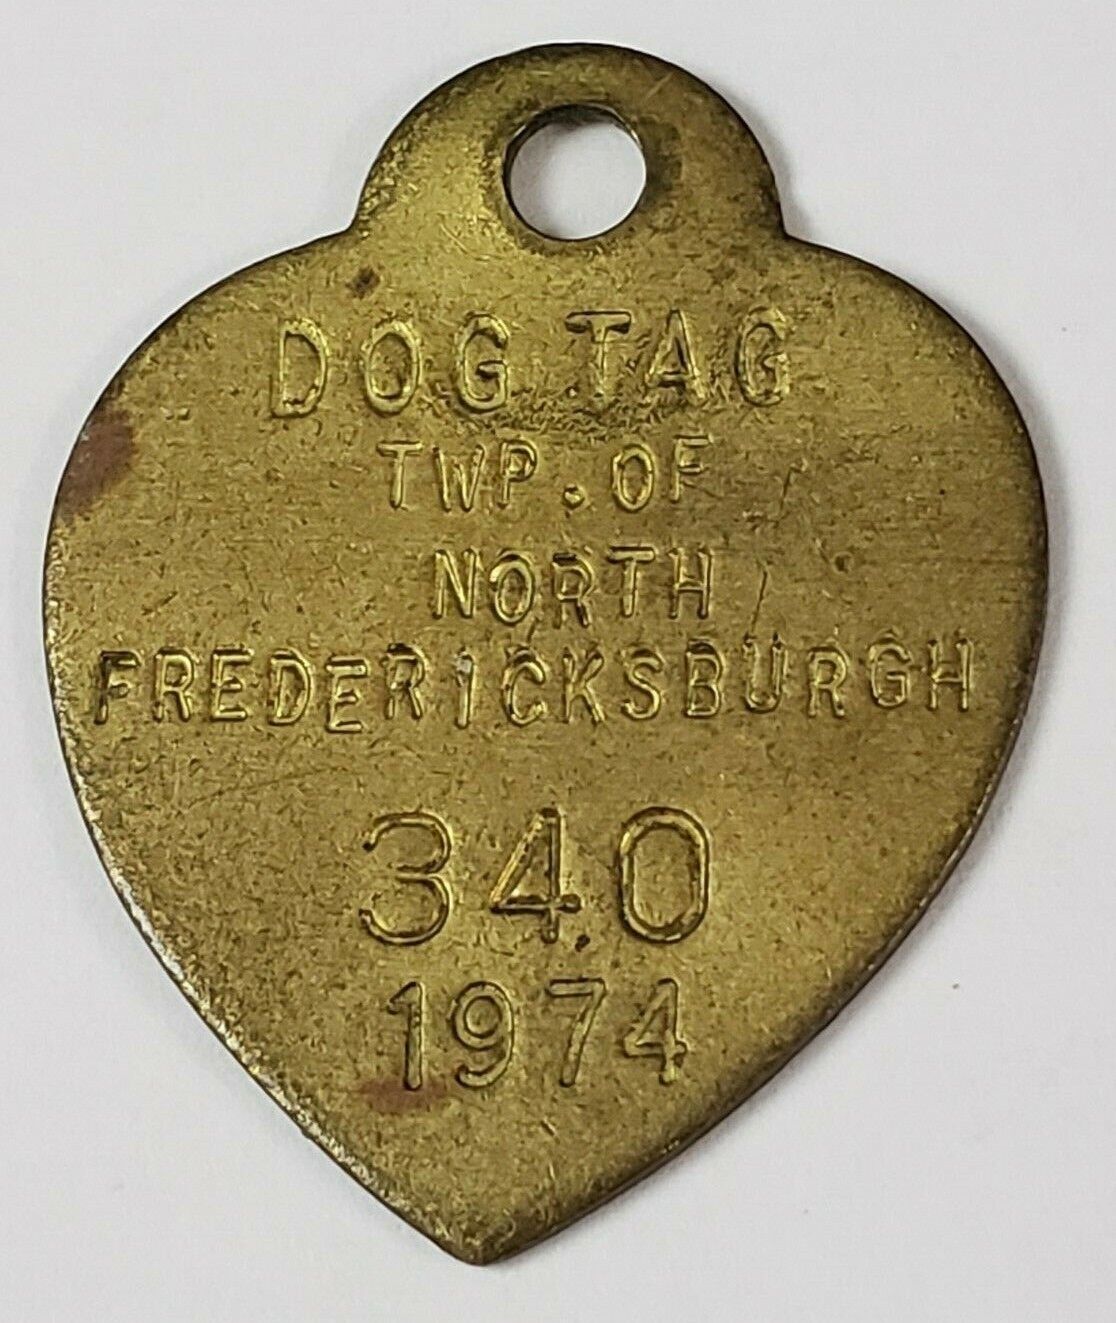 DOG TAG
TWP. OF
NORTH
FREDERICKSBURGH
340
1974